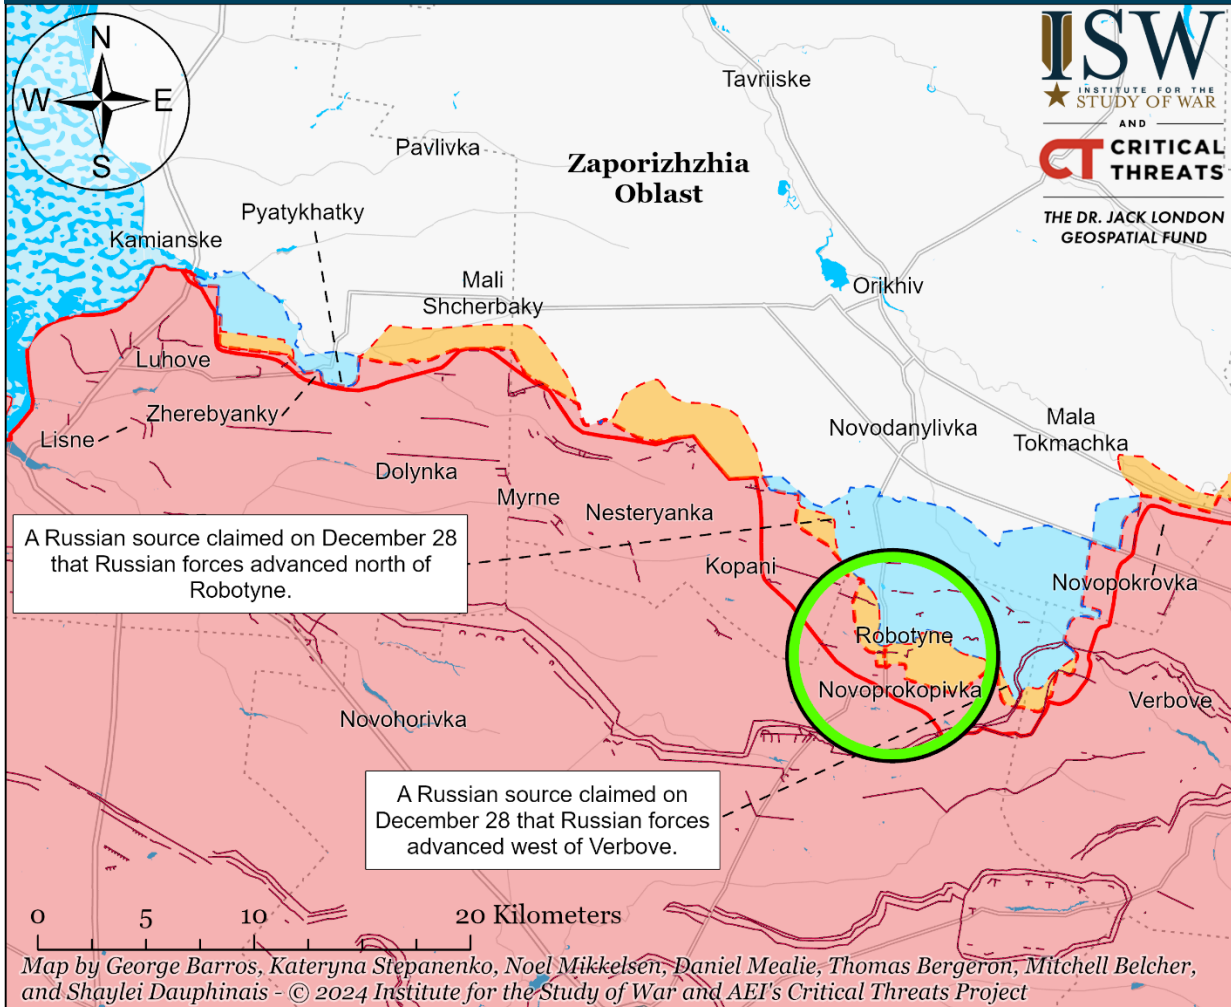 N
W
E
S
ISW
INSTITUTE FOR THE
STUDY OF WAR
AND
CT CRITICAL
THREATS
THE DR. JACK LONDON
GEOSPATIAL FUND
Tavriiske
Pavlivka
Zaporizhzhia
Oblast
Pyatykhatky
Kamianske
Mali
Shcherbaky
Orikhiv
Luhove
Zherebyanky
Lisne
Novodanylivka
Mala
Tokmachka
Dolynka
Myrne
Nesteryanka
A Russian source claimed on December 28
that Russian forces advanced north of
Robotyne.
Kopani
Novopokrovka
Robotyne
Novoprokopivka
Verbove
Novohorivka
A Russian source claimed on
December 28 that Russian forces
advanced west of Verbove.
0 5 10 20 Kilometers
Map by George Barros, Kateryna Stepanenko, Noel Mikkelsen, Daniel Mealie, Thomas Bergeron, Mitchell Belcher,
and Shaylei Dauphinais - © 2024 Institute for the Study of War and AEI's Critical Threats Project